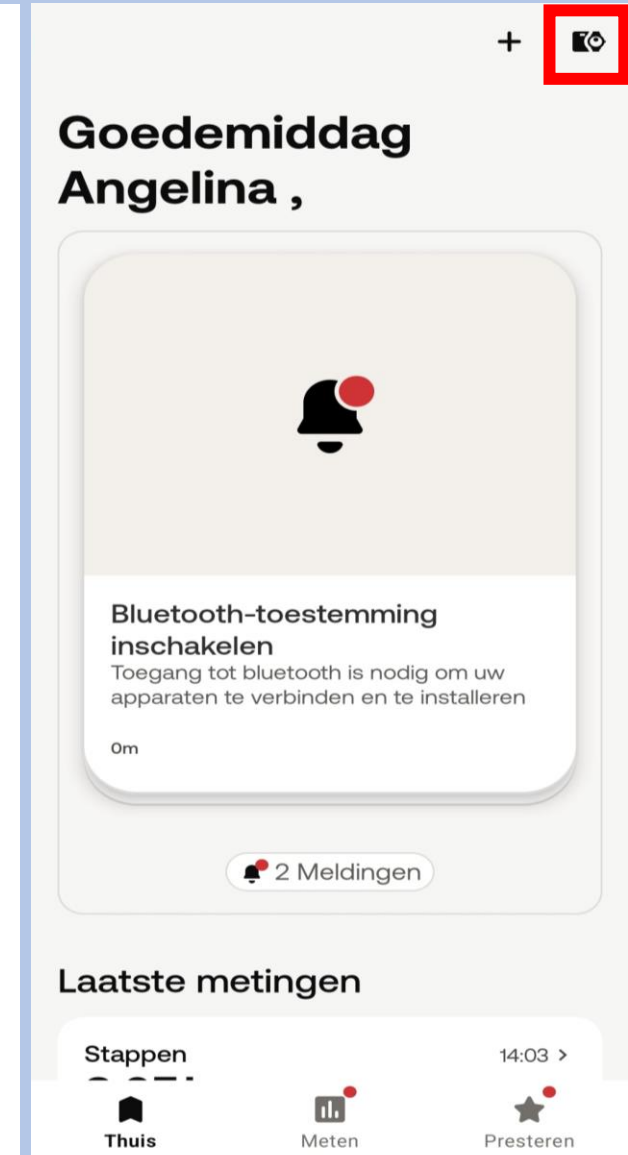 Goedemiddag
Angelina ,
Bluetooth-toestemming
inschakelen
Toegang tot bluetooth is nodig om uw
apparaten te verbinden en te installeren
0m
2 Meldingen
Laatste metingen
Stappen 14:03 >
Thuis Meten Presteren